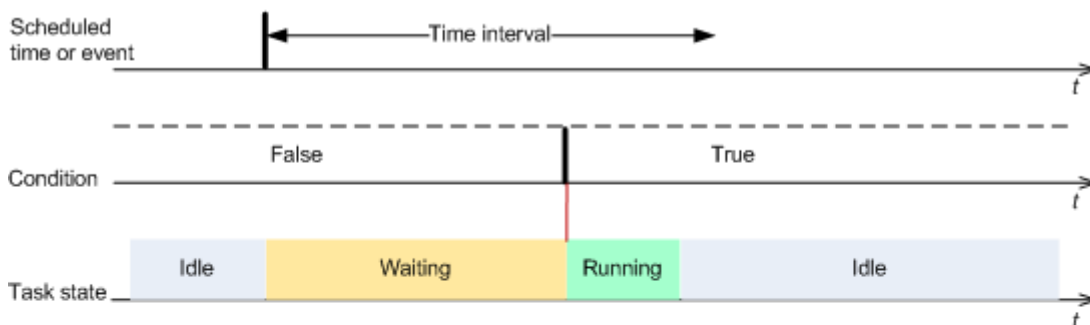 Scheduled
time or event
Time interval
t
False
True
Condition
t
Idle
Waiting
Running
Idle
Task state
t